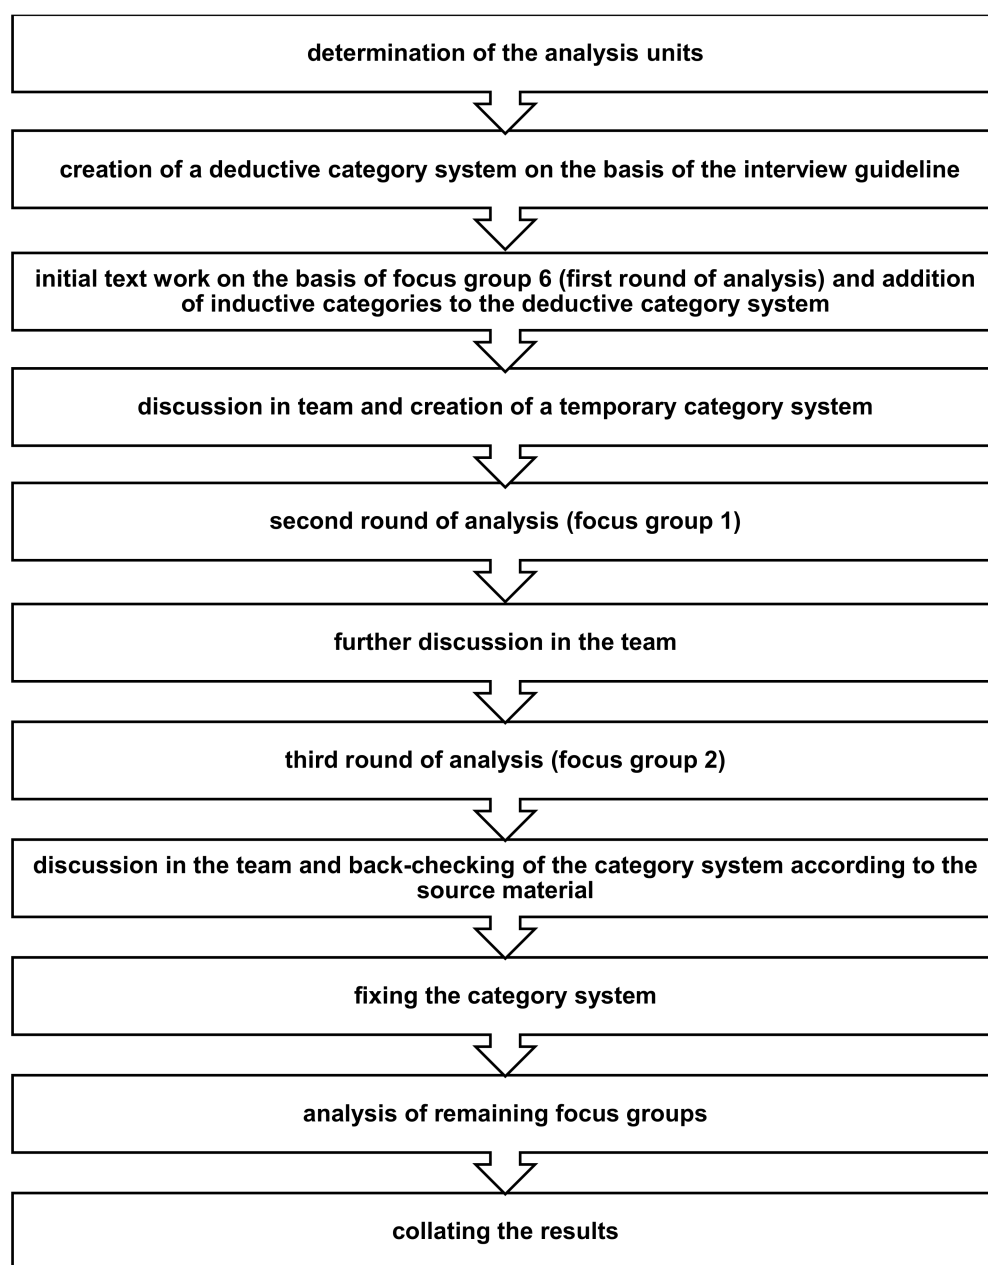 determination of the analysis units
creation of a deductive category system on the basis of the interview guideline
initial text work on the basis of focus group 6 (first round of analysis) and addition
of inductive categories to the deductive category system
discussion in team and creation of a temporary category system
second round of analysis (focus group 1)
further discussion in the team
third round of analysis (focus group 2)
discussion in the team and back-checking of the category system according to the
source material
fixing the category system
analysis of remaining focus groups
collating the results